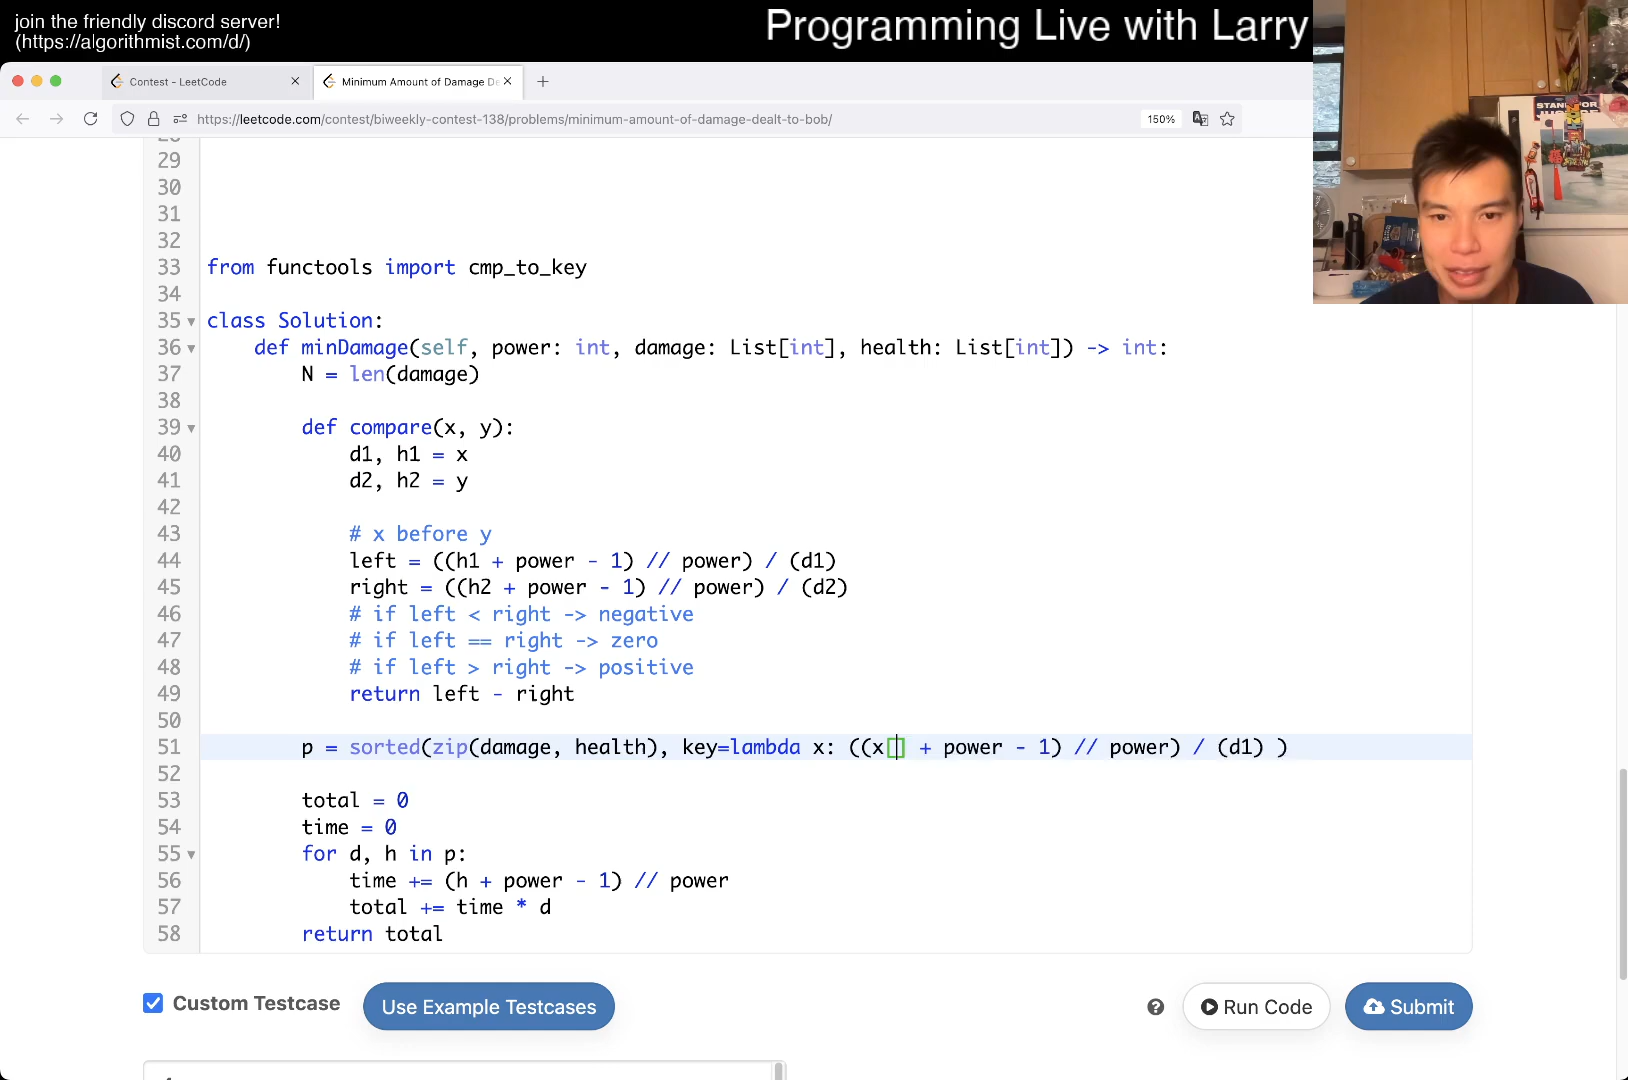 join the friendly discord server!
(https://algorithmist.com/d/)
Programming Live with Larry
Contest - LeetCode
Minimum Amount of Damage De
https://leetcode.com/contest/biweekly-contest-138/problems/minimum-amount-of-damage-dealt-to-bob/
150%
29
30
31
32
33 from functools import cmp_to_key
34
35 class Solution:
36 def minDamage(self, power: int, damage: List[int], health: List[int]) -> int:
37 N = len(damage)
38
39 def compare(x, y):
40 d1, h1 = x
41 d2, h2 = y
42
43 # x before y
44 left = ((h1 + power - 1) // power) / (d1)
45 right = ((h2 + power - 1) // power) / (d2)
46 # if left < right -> negative
47 # if left == right -> zero
48 # if left > right -> positive
49 return left - right
50
51 p = sorted(zip(damage, health), key=lambda x: ((x[] + power - 1) // power) / (d1) )
52
53 total = 0
54 time = 0
55 for d, h in p:
56 time += (h + power - 1) // power
57 total += time * d
58 return total
Custom Testcase
Use Example Testcases
Run Code
Submit